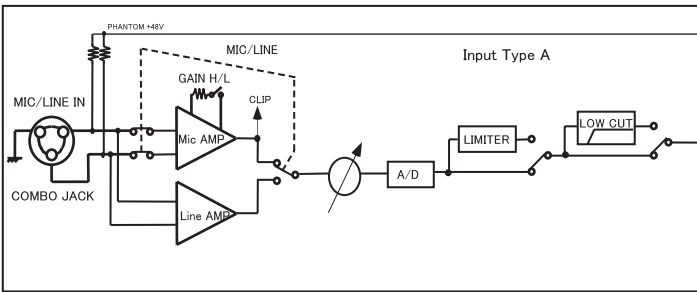 PHANTOM +48V
MIC/LINE
Input Type A
GAIN H/L
MIC/LINE IN
CLIP
Mic AMP
LOW CUT
LIMITER
A/D
COMBO JACK
Line AMP